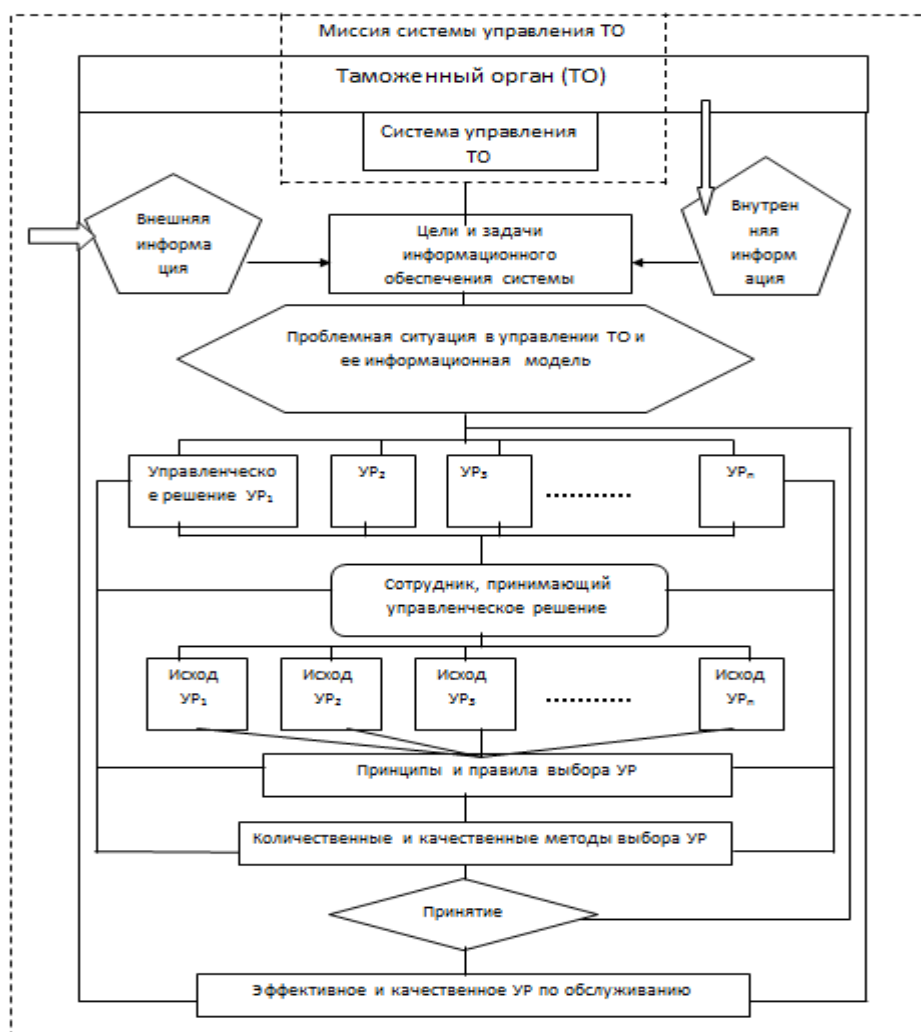 Миссия системы управления ТО
Таможенный орган (ТО)
Система управления
ТО
Внешняя
информа
ция
Цели и задачи
информационного
обеспечения системы
Внутрен
няя
информ
ация
Проблемная ситуация в управлении ТО и
ее информационная модель
Управленческо
е решение УР₁
УР₂
УР₃
............
УРₙ
Сотрудник, принимающий
управленческое решение
Исход
УР₁
Исход
УР₂
Исход
УР₃
............
Исход
УРₙ
Принципы и правила выбора УР
Количественные и качественные методы выбора УР
Принятие
Эффективное и качественное УР по обслуживанию